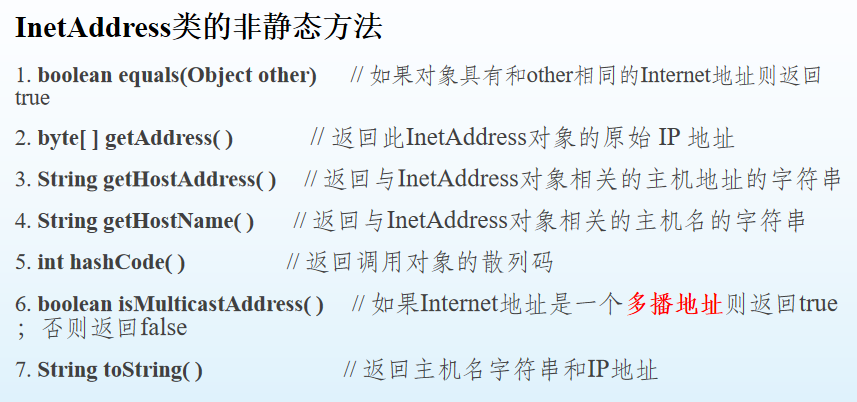 InetAddress类的非静态方法
1. boolean equals(Object other) // 如果对象具有和other相同的Internet地址则返回
true
2. byte[ ] getAddress( ) // 返回此InetAddress对象的原始 IP 地址
3. String getHostAddress( ) // 返回与InetAddress对象相关的主机地址的字符串
4. String getHostName( ) // 返回与InetAddress对象相关的主机名的字符串
5. int hashCode( ) // 返回调用对象的散列码
6. boolean isMulticastAddress( ) // 如果Internet地址是一个多播地址则返回true
； 否则返回false
7. String toString( ) // 返回主机名字符串和IP地址